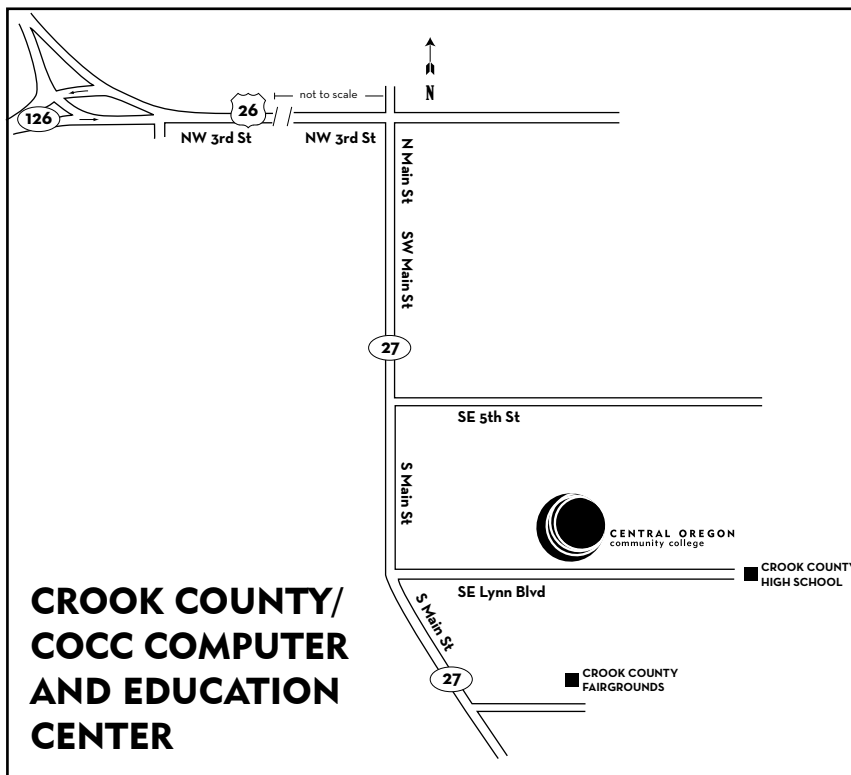 not to scale
N
26
126
NW 3rd St
NW 3rd St
N Main St
SW Main St
27
SE 5th St
S Main St
CENTRAL OREGON
community college
CROOK COUNTY
HIGH SCHOOL
SE Lynn Blvd
S Main St
27
CROOK COUNTY
FAIRGROUNDS
CROOK COUNTY/
COCC COMPUTER
AND EDUCATION
CENTER